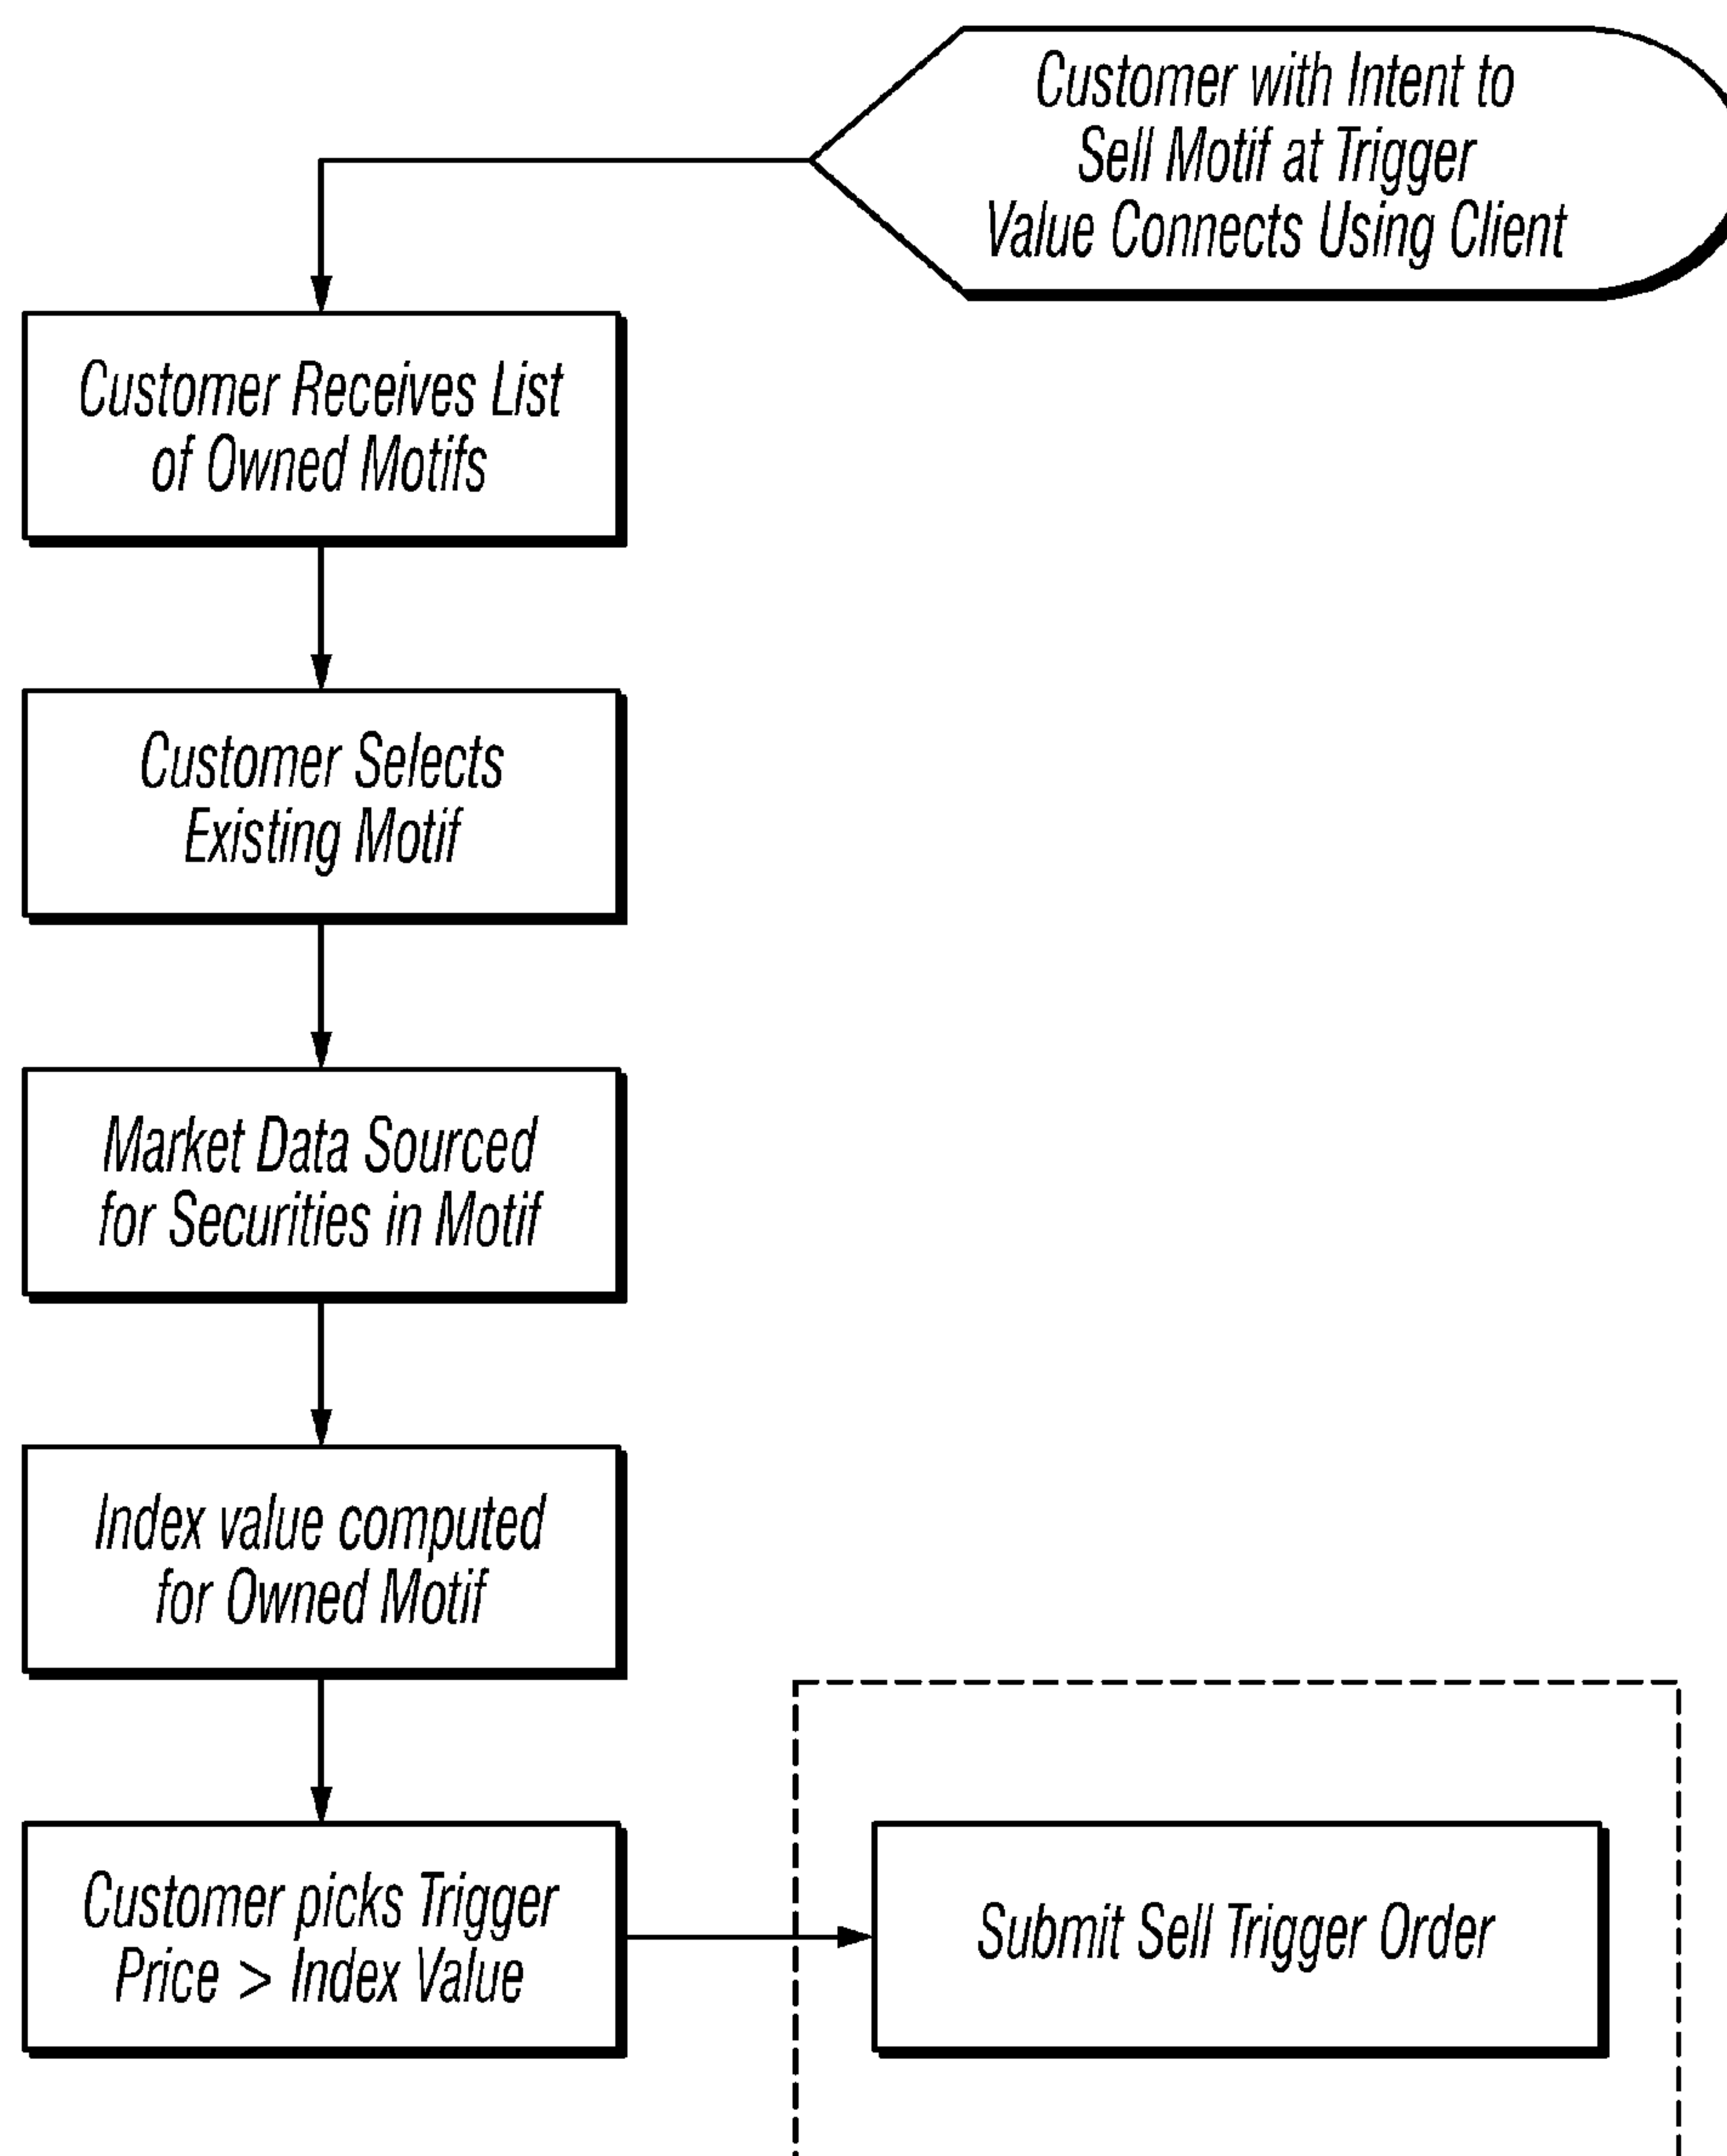 Customer with Intent to
Sell Motif at Trigger
Value Connects Using Client
Customer Receives List
of Owned Motifs
Customer Selects
Existing Motif
Market Data Sourced
for Securities in Motif
Index value computed
for Owned Motif
Customer picks Trigger
Price > Index Value
Submit Sell Trigger Order